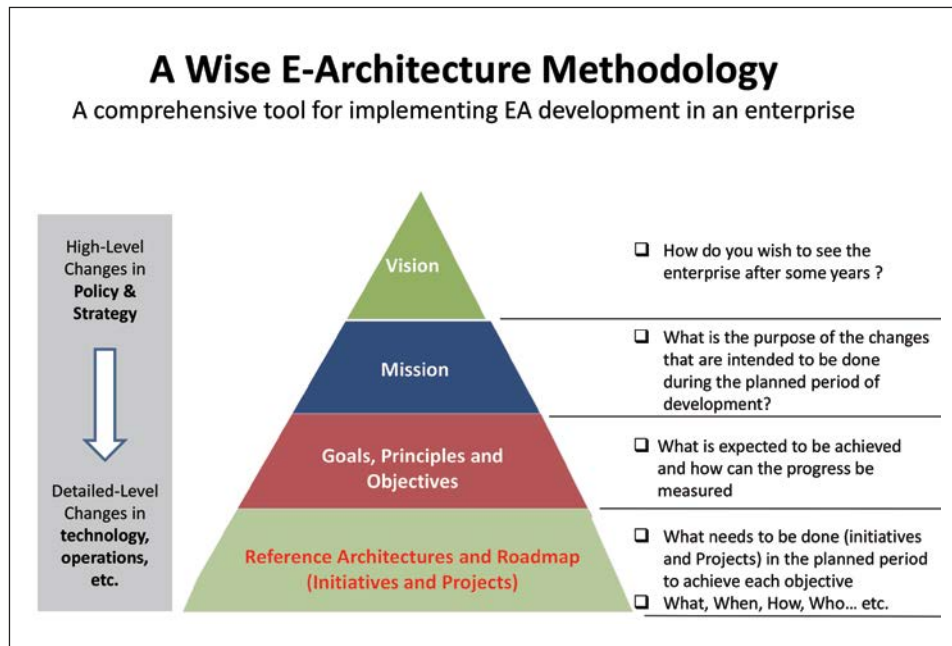 A Wise E-Architecture Methodology
A comprehensive tool for implementing EA development in an enterprise
High-Level
Changes in
Policy &
Strategy
Detailed-Level
Changes in
technology,
operations,
etc.
Vision
Mission
Goals, Principles and
Objectives
Reference Architectures and Roadmap
(Initiatives and Projects)
How do you wish to see the
enterprise after some years ?
What is the purpose of the changes
that are intended to be done
during the planned period of
development?
What is expected to be achieved
and how can the progress be
measured
What needs to be done (initiatives
and Projects) in the planned period
to achieve each objective
What, When, How, Who... etc.